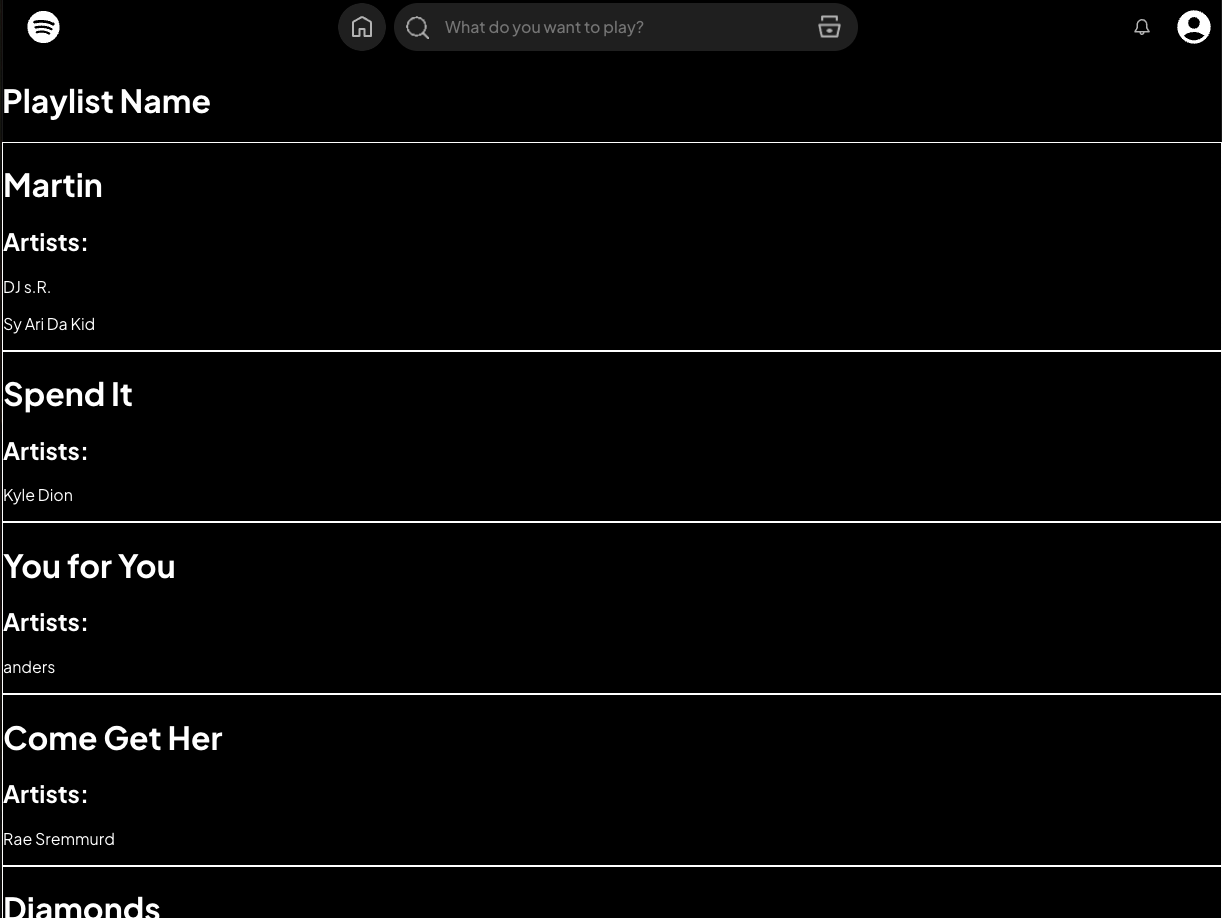 What do you want to play?
Playlist Name
Martin
Artists:
DJ s.R.
Sy Ari Da Kid
Spend It
Artists:
Kyle Dion
You for You
Artists:
anders
Come Get Her
Artists:
Rae Sremmurd
Diamonds